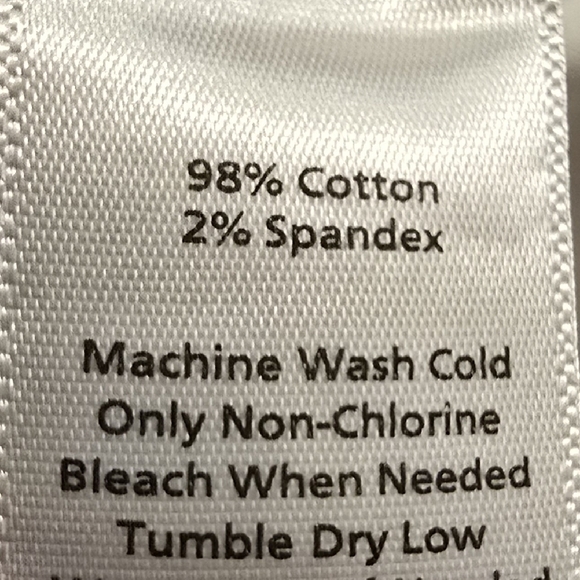 98% Cotton
2% Spandex
Machine Wash Cold
Only Non-Chlorine
Bleach When Needed
Tumble Dry Low